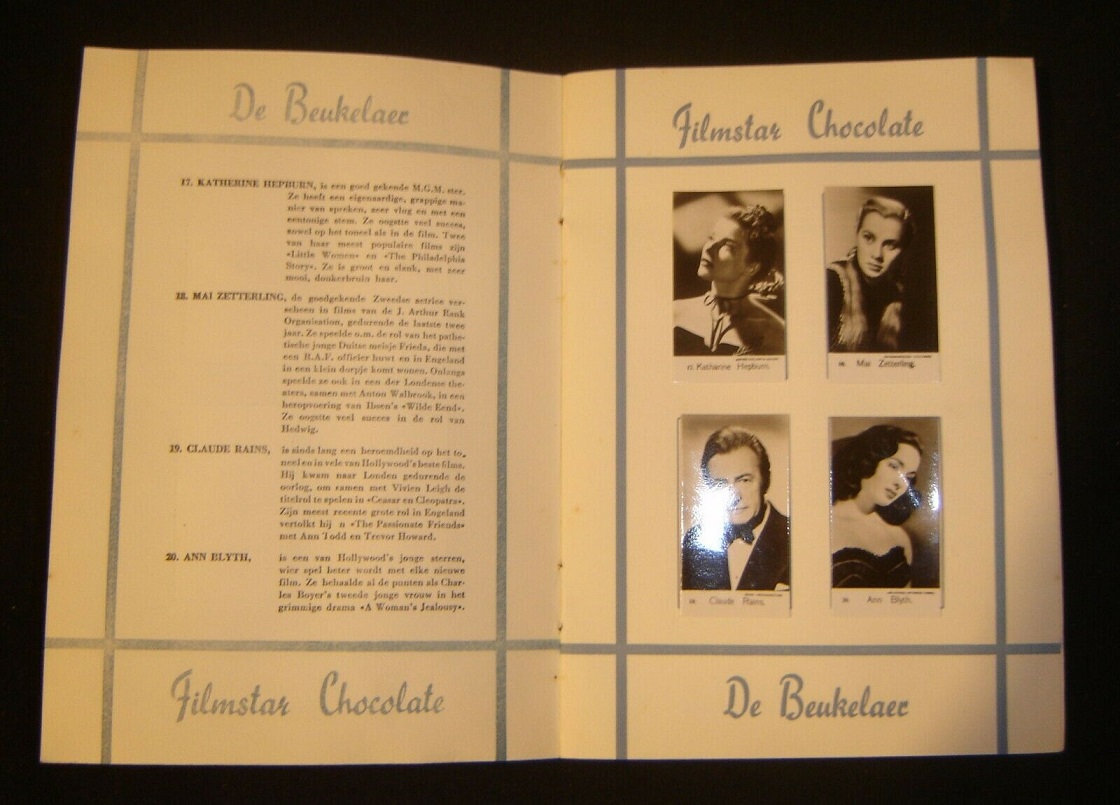 De Beukelaer
17. KATHERINE HEPBURN, is een goed gekende M.G.M. ster.
Ze heeft een eigenaardige, grappige ma-
nier van spreken, zeer vlug en met een
eentonige stem. Ze oogstte veel succes,
zowel op het toneel als in de film. Twee
van haar meest populaire films zijn
«Little Women» en «The Philadelphia
Story». Ze is groot en slank, met zeer
mooi, donkerbruin haar.
18. MAI ZETTERLING, de goedgekende Zweedse actrice ver-
scheen in films van de J. Arthur Rank
Organisation, gedurende de laatste twee
jaar. Ze speelde o.m. de rol van het pathe-
tische jonge Duitse meisje Frieda, die met
een R.A.F. officier huwt en in Engeland
in een klein dorpje komt wonen. Onlangs
speelde ze ook in een der Londense the-
aters, samen met Anton Walbrook, in een
heropvoering van Ibsen's «Wilde Eend».
Ze oogstte veel succes in de rol van
Hedwig.
19. CLAUDE RAINS, is sinds lang een beroemdheid op het to-
neel en in vele van Hollywood's beste films.
Hij kwam naar Londen gedurende de
oorlog, om samen met Vivien Leigh de
titelrol te spelen in «Ceasar en Cleopatra».
Zijn meest recente grote rol in Engeland
vertolkt hij n «The Passionate Friends»
met Ann Todd en Trevor Howard.
20. ANN BLYTH, is een van Hollywood's jonge sterren,
wier spel beter wordt met elke nieuwe
film. Ze behaalde al de punten als Char-
les Boyer's tweede jonge vrouw in het
grimmige drama «A Woman's Jealousy».
Filmstar Chocolate
Filmstar Chocolate
17. Katharine Hepburn.
Mai Zetterling.
Claude Rains.
Ann Blyth.
De Beukelaer